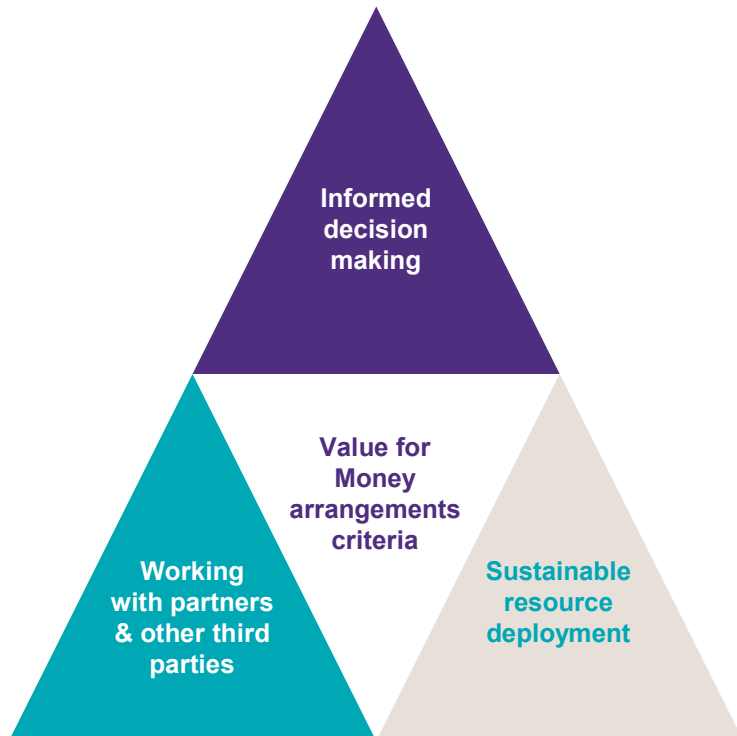 Informed
decision
making
Value for
Money
arrangements
criteria
Working
with partners
& other third
parties
Sustainable
resource
deployment